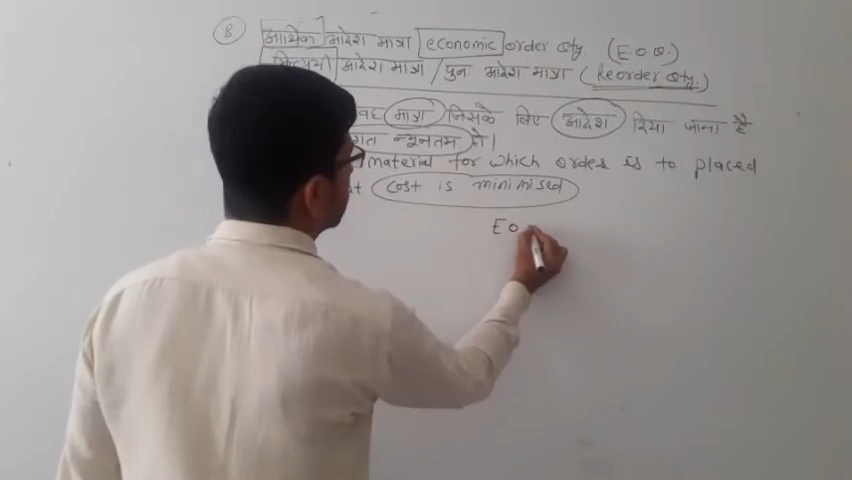 B आर्थिक आदेश मात्रा economic order Qty. (E.O.Q.)
मितव्ययी आदेश मात्रा / पुनः आदेश मात्रा (Reorder Qty.)
वह मात्रा जिसके लिए आदेश दिया जाना है
न्यूनतम हो।
material for which order is to placed
cost is minimised
EO